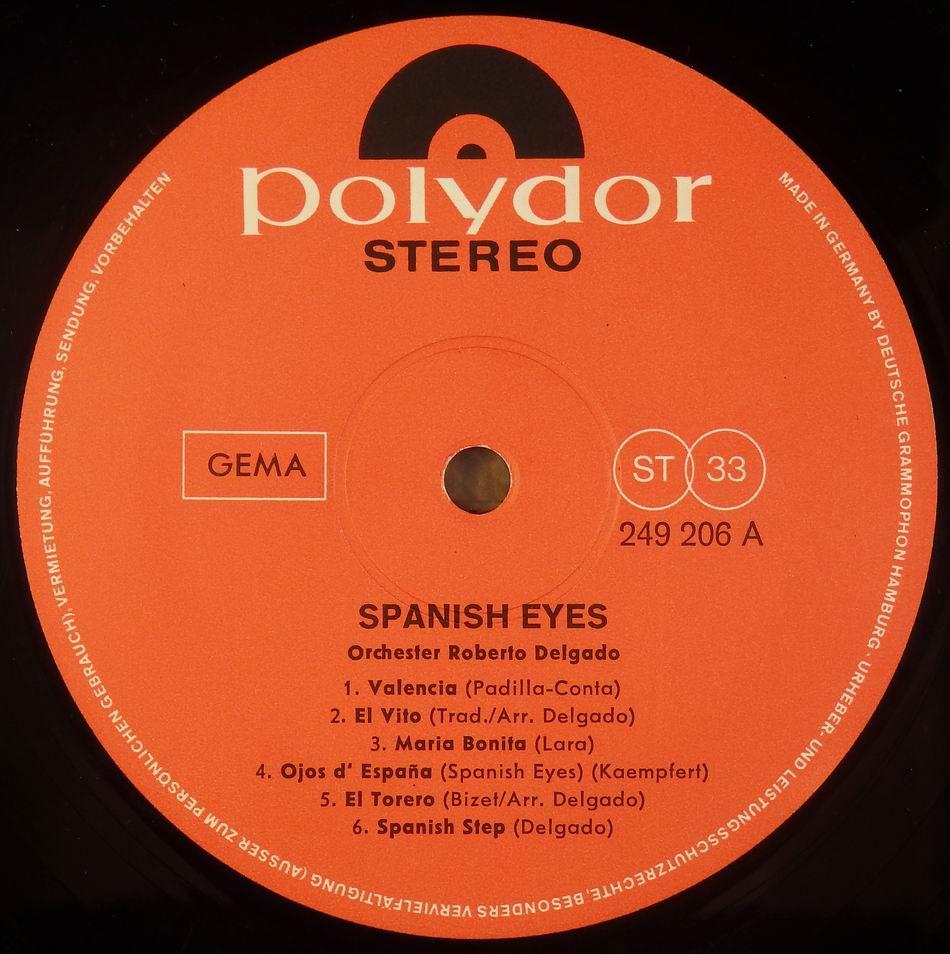 polydor
STEREO
GEMA
ST 33
249 206 A
SPANISH EYES
Orchester Roberto Delgado
1. Valencia (Padilla-Conta)
2. El Vito (Trad./Arr. Delgado)
3. Maria Bonita (Lara)
4. Ojos d' España (Spanish Eyes) (Kaempfert)
5. El Torero (Bizet/Arr. Delgado)
6. Spanish Step (Delgado)
MADE IN GERMANY BY DEUTSCHE GRAMMOPHON HAMBURG · URHEBER- UND LEISTUNGSSCHUTZRECHTE, BESONDERS VERVIELFÄLTIGUNG (AUSSER ZUM PERSÖNLICHEN GEBRAUCH), VERMIETUNG, AUFFÜHRUNG, SENDUNG, VORBEHALTEN